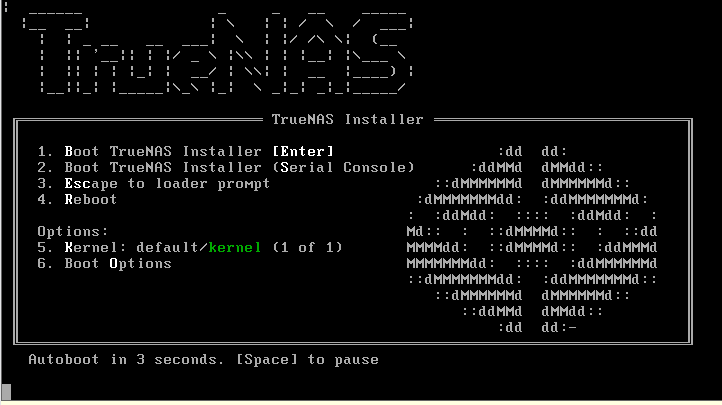 TrueNAS
TrueNAS Installer
1. Boot TrueNAS Installer [Enter]
2. Boot TrueNAS Installer (Serial Console)
3. Escape to loader prompt
4. Reboot
Options:
5. Kernel: default/kernel (1 of 1)
6. Boot Options
Autoboot in 3 seconds. [Space] to pause